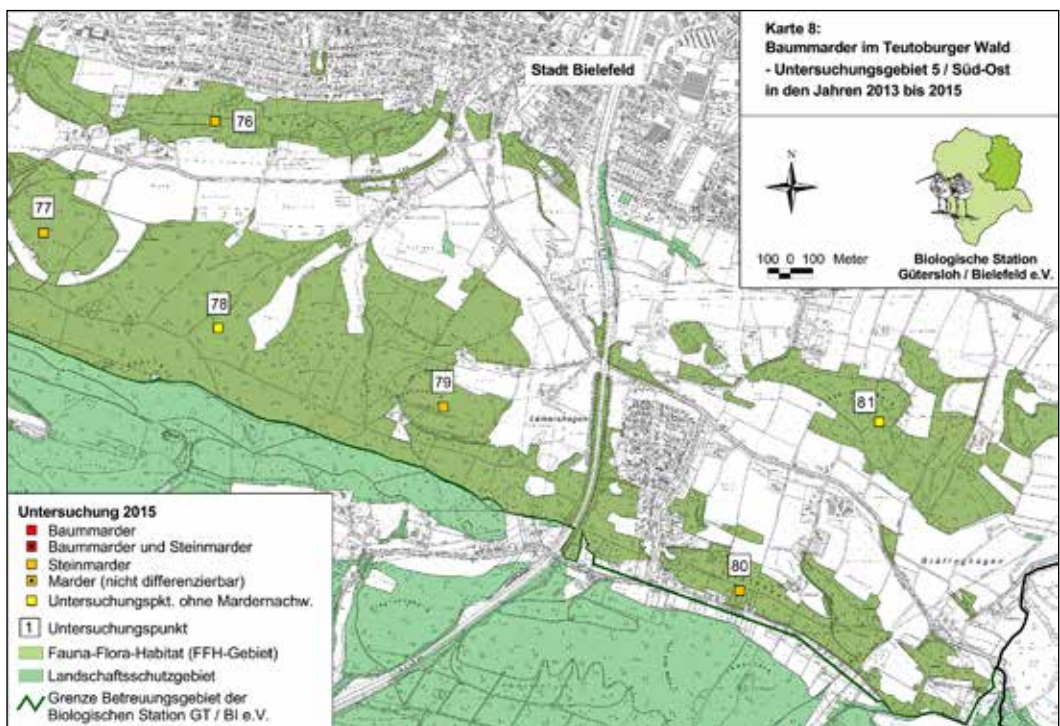 Karte 8:
Baummarder im Teutoburger Wald
- Untersuchungsgebiet 5 / Süd-Ost
in den Jahren 2013 bis 2015
Stadt Bielefeld
N
100 0 100 Meter
Biologische Station
Gütersloh / Bielefeld e.V.
76
77
78
79
81
80
Lämershagen
Gräfinghagen
Untersuchung 2015
Baummarder
Baummarder und Steinmarder
Steinmarder
Marder (nicht differenzierbar)
Untersuchungspkt. ohne Mardernachw.
1 Untersuchungspunkt
Fauna-Flora-Habitat (FFH-Gebiet)
Landschaftsschutzgebiet
Grenze Betreuungsgebiet der
Biologischen Station GT / BI e.V.